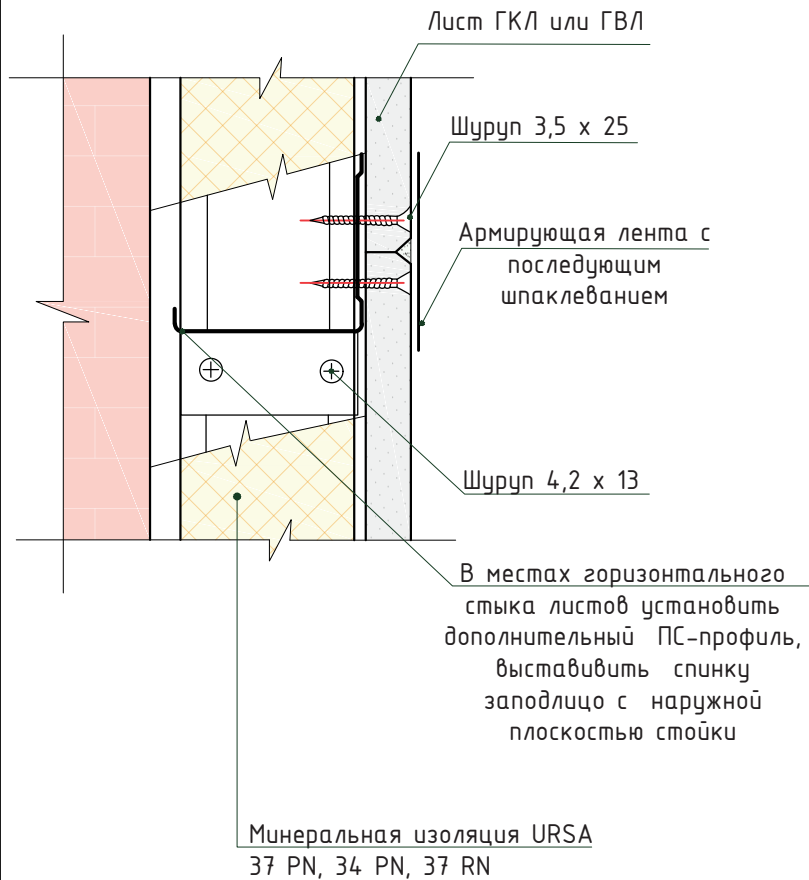 Лист ГКЛ или ГВЛ
Шуруп 3,5 х 25
Армирующая лента с
последующим
шпаклеванием
Шуруп 4,2 х 13
В местах горизонтального
стыка листов установить
дополнительный ПС-профиль,
выставивить спинку
заподлицо с наружной
плоскостью стойки
Минеральная изоляция URSA
37 PN, 34 PN, 37 RN